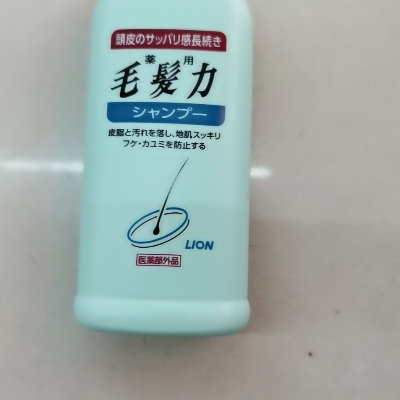 頭皮のサッパリ感長続き
薬用
毛髪力
シャンプー
皮脂と汚れを落し、地肌スッキリ
フケ・カユミを防止する
LION
医薬部外品